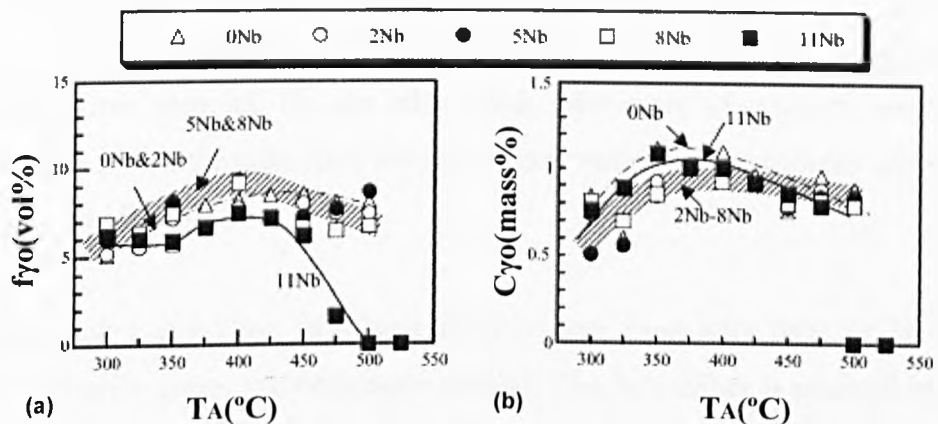 0Nb 2Nb 5Nb 8Nb 11Nb
15
10
5
0
300 350 400 450 500 550
fγo(vol%)
TA(°C)
0Nb&2Nb
5Nb&8Nb
11Nb
(a)
1.5
1
0.5
0
300 350 400 450 500 550
Cγo(mass%)
TA(°C)
0Nb
11Nb
2Nb-8Nb
(b)